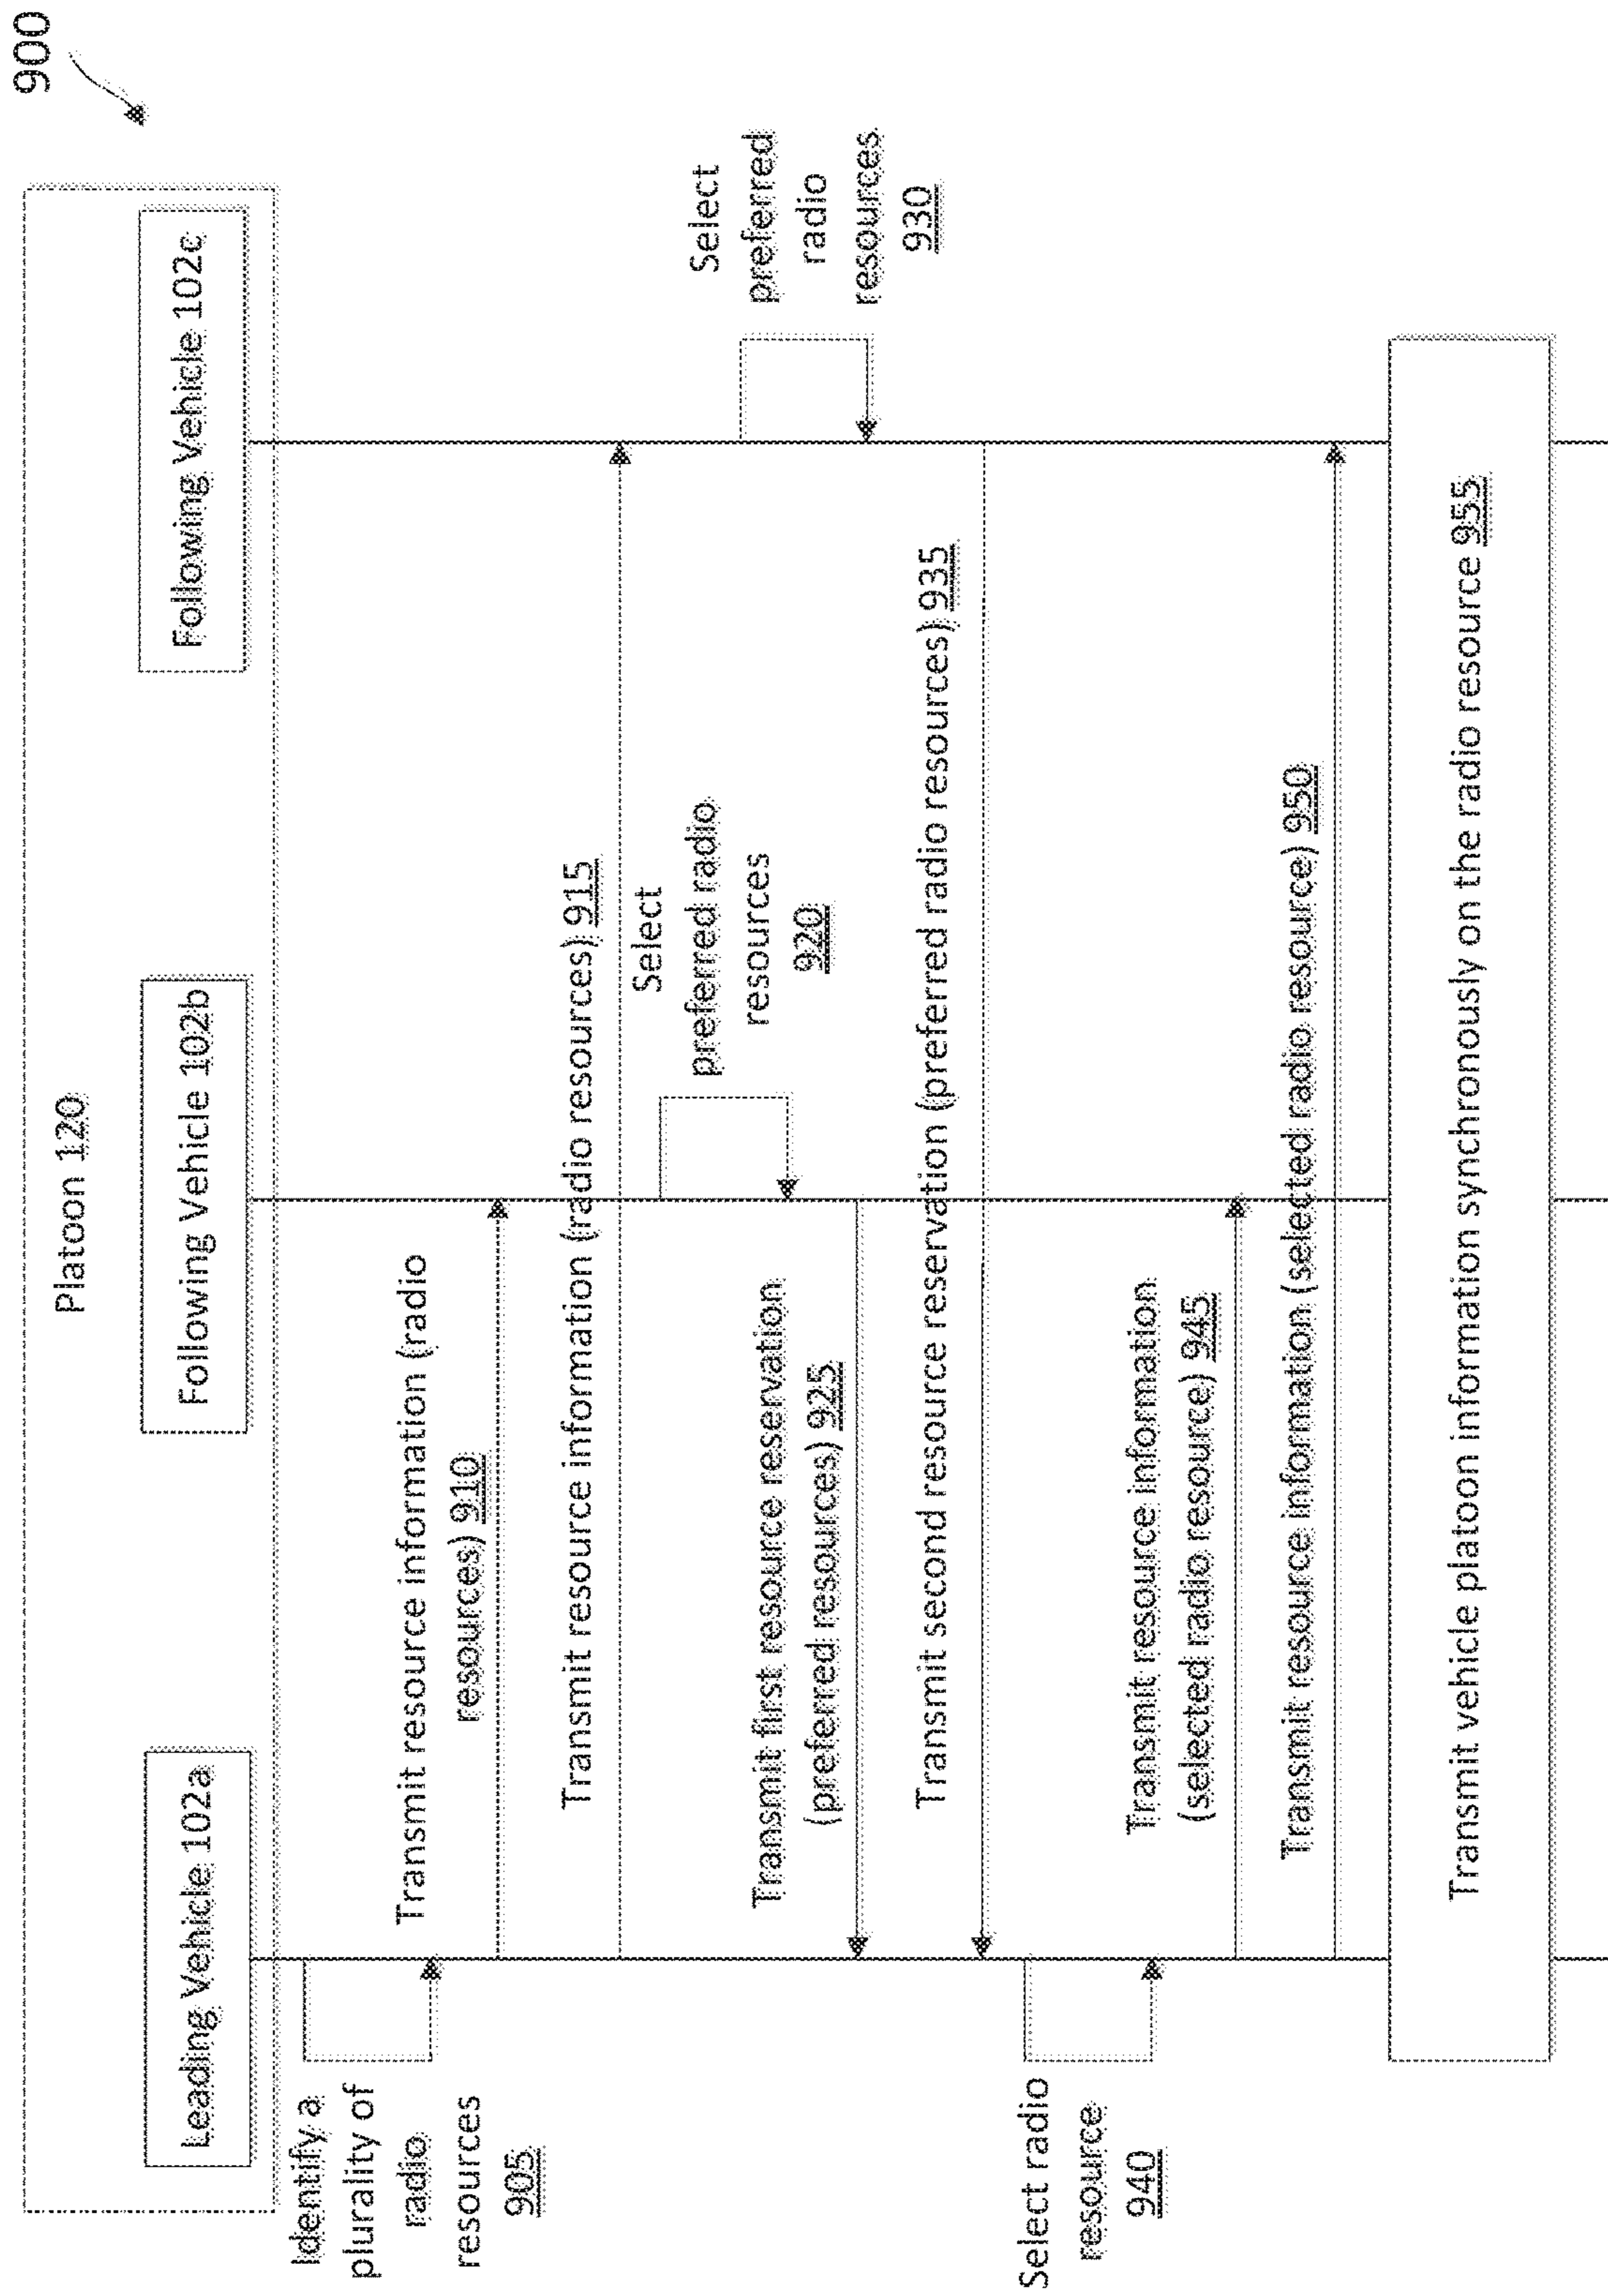 900
Platoon 120
Leading Vehicle 102a
Following Vehicle 102b
Following Vehicle 102c
Identify a
plurality of
radio
resources
905
Transmit resource information (radio
resources) 910
Transmit resource information (radio resources) 915
Select
preferred radio
resources
920
Transmit first resource reservation
(preferred resources) 925
Select
preferred
radio
resources
930
Transmit second resource reservation (preferred radio resources) 935
Select radio
resource
940
Transmit resource information
(selected radio resource) 945
Transmit resource information (selected radio resource) 950
Transmit vehicle platoon information synchronously on the radio resource 955